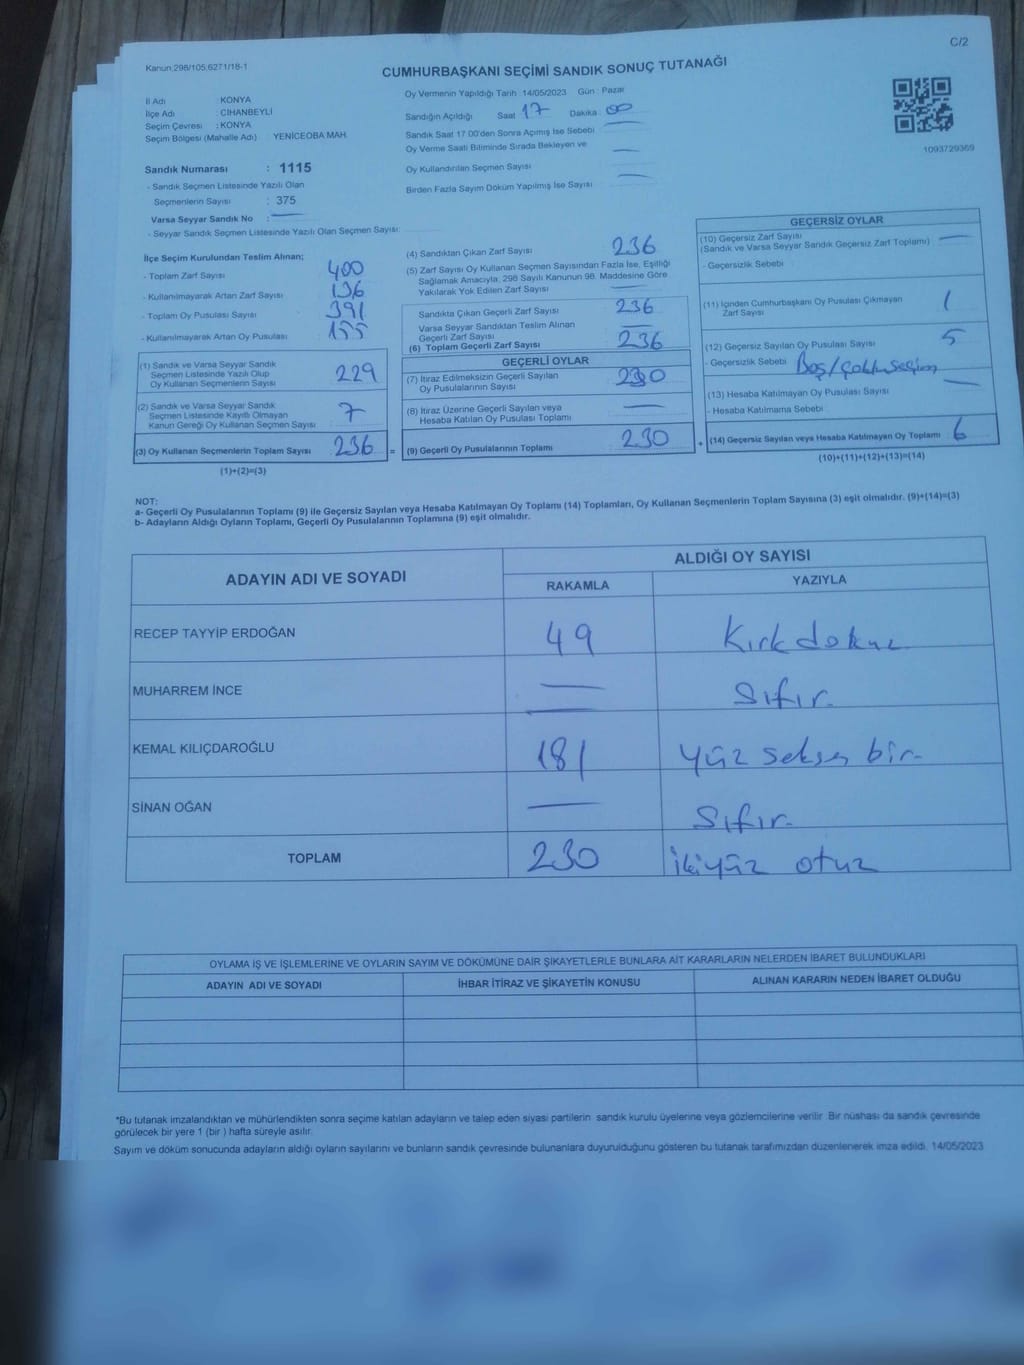 C/2
Kanun:298/105;6271/18-1
CUMHURBAŞKANI SEÇİMİ SANDIK SONUÇ TUTANAĞI
İl Adı : KONYA
İlçe Adı : CİHANBEYLİ
Seçim Çevresi : KONYA
Seçim Bölgesi (Mahalle Adı) : YENİCEOBA MAH.
Sandık Numarası : 1115
- Sandık Seçmen Listesinde Yazılı Olan
Seçmenlerin Sayısı : 375
Varsa Seyyar Sandık No :
- Seyyar Sandık Seçmen Listesinde Yazılı Olan Seçmen Sayısı:
Oy Vermenin Yapıldığı Tarih : 14/05/2023 Gün : Pazar
Sandığın Açıldığı Saat : 17 Dakika : 00
Sandık Saat 17:00'den Sonra Açımış İse Sebebi
Oy Verme Saati Bitiminde Sırada Bekleyen ve
Oy Kullandırılan Seçmen Sayısı
Birden Fazla Sayım Döküm Yapılmış İse Sayısı
1093729369
İlçe Seçim Kurulundan Teslim Alınan;
- Toplam Zarf Sayısı : 400
- Kullanılmayarak Artan Zarf Sayısı : 136
- Toplam Oy Pusulası Sayısı : 391
- Kullanılmayarak Artan Oy Pusulası : 155
(1) Sandık ve Varsa Seyyar Sandık
Seçmen Listesinde Yazılı Olup
Oy Kullanan Seçmenlerin Sayısı : 229
(2) Sandık ve Varsa Seyyar Sandık
Seçmen Listesinde Kayıtlı Olmayan
Kanun Gereği Oy Kullanan Seçmen Sayısı : 7
(3) Oy Kullanan Seçmenlerin Toplam Sayısı : 236 =
(1)+(2)=(3)
(4) Sandıktan Çıkan Zarf Sayısı : 236
(5) Zarf Sayısı Oy Kullanan Seçmen Sayısından Fazla İse, Eşitliği
Sağlamak Amacıyla, 298 Sayılı Kanunun 98. Maddesine Göre
Yakılarak Yok Edilen Zarf Sayısı
Sandıkta Çıkan Geçerli Zarf Sayısı : 236
Varsa Seyyar Sandıktan Teslim Alınan
Geçerli Zarf Sayısı
(6) Toplam Geçerli Zarf Sayısı : 236
GEÇERLİ OYLAR
(7) İtiraz Edilmeksizin Geçerli Sayılan
Oy Pusulalarının Sayısı : 230
(8) İtiraz Üzerine Geçerli Sayılan veya
Hesaba Katılan Oy Pusulası Toplamı
(9) Geçerli Oy Pusulalarının Toplamı : 230 +
GEÇERSİZ OYLAR
(10) Geçersiz Zarf Sayısı
(Sandık ve Varsa Seyyar Sandık Geçersiz Zarf Toplamı)
- Geçersizlik Sebebi :
(11) İçinden Cumhurbaşkanı Oy Pusulası Çıkmayan
Zarf Sayısı : 1
(12) Geçersiz Sayılan Oy Pusulası Sayısı : 5
- Geçersizlik Sebebi : Boş/çoklu seçim
(13) Hesaba Katılmayan Oy Pusulası Sayısı
- Hesaba Katılmama Sebebi :
(14) Geçersiz Sayılan veya Hesaba Katılmayan Oy Toplamı : 6
(10)+(11)+(12)+(13)=(14)
NOT:
a- Geçerli Oy Pusulalarının Toplamı (9) ile Geçersiz Sayılan veya Hesaba Katılmayan Oy Toplamı (14) Toplamları, Oy Kullanan Seçmenlerin Toplam Sayısına (3) eşit olmalıdır. (9)+(14)=(3)
b- Adayların Aldığı Oyların Toplamı, Geçerli Oy Pusulalarının Toplamına (9) eşit olmalıdır.
ADAYIN ADI VE SOYADI
ALDIĞI OY SAYISI
RAKAMLA YAZIYLA
RECEP TAYYİP ERDOĞAN 49 Kırk dokuz
MUHARREM İNCE — Sıfır
KEMAL KILIÇDAROĞLU 181 Yüz seksen bir
SİNAN OĞAN — Sıfır
TOPLAM 230 İkiyüz otuz
OYLAMA İŞ VE İŞLEMLERİNE VE OYLARIN SAYIM VE DÖKÜMÜNE DAİR ŞİKAYETLERLE BUNLARA AİT KARARLARIN NELERDEN İBARET BULUNDUKLARI
ADAYIN ADI VE SOYADI İHBAR İTİRAZ VE ŞİKAYETİN KONUSU ALINAN KARARIN NEDEN İBARET OLDUĞU
*Bu tutanak imzalandıktan ve mühürlendikten sonra seçime katılan adayların ve talep eden siyasi partilerin sandık kurulu üyelerine veya gözlemcilerine verilir. Bir nüshası da sandık çevresinde
görülecek bir yere 1 (bir ) hafta süreyle asılır.
Sayım ve döküm sonucunda adayların aldığı oyların sayılarını ve bunların sandık çevresinde bulunanlara duyurulduğunu gösteren bu tutanak tarafımızdan düzenlenerek imza edildi. 14/05/2023